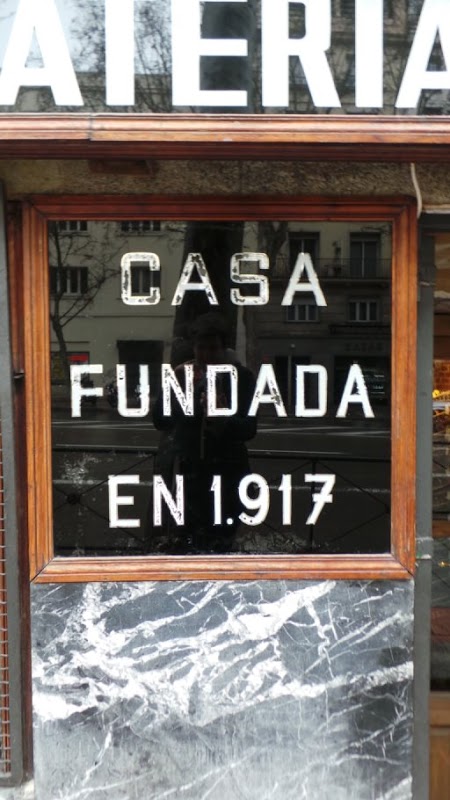 ATERIA
CASA
FUNDADA
EN 1.917